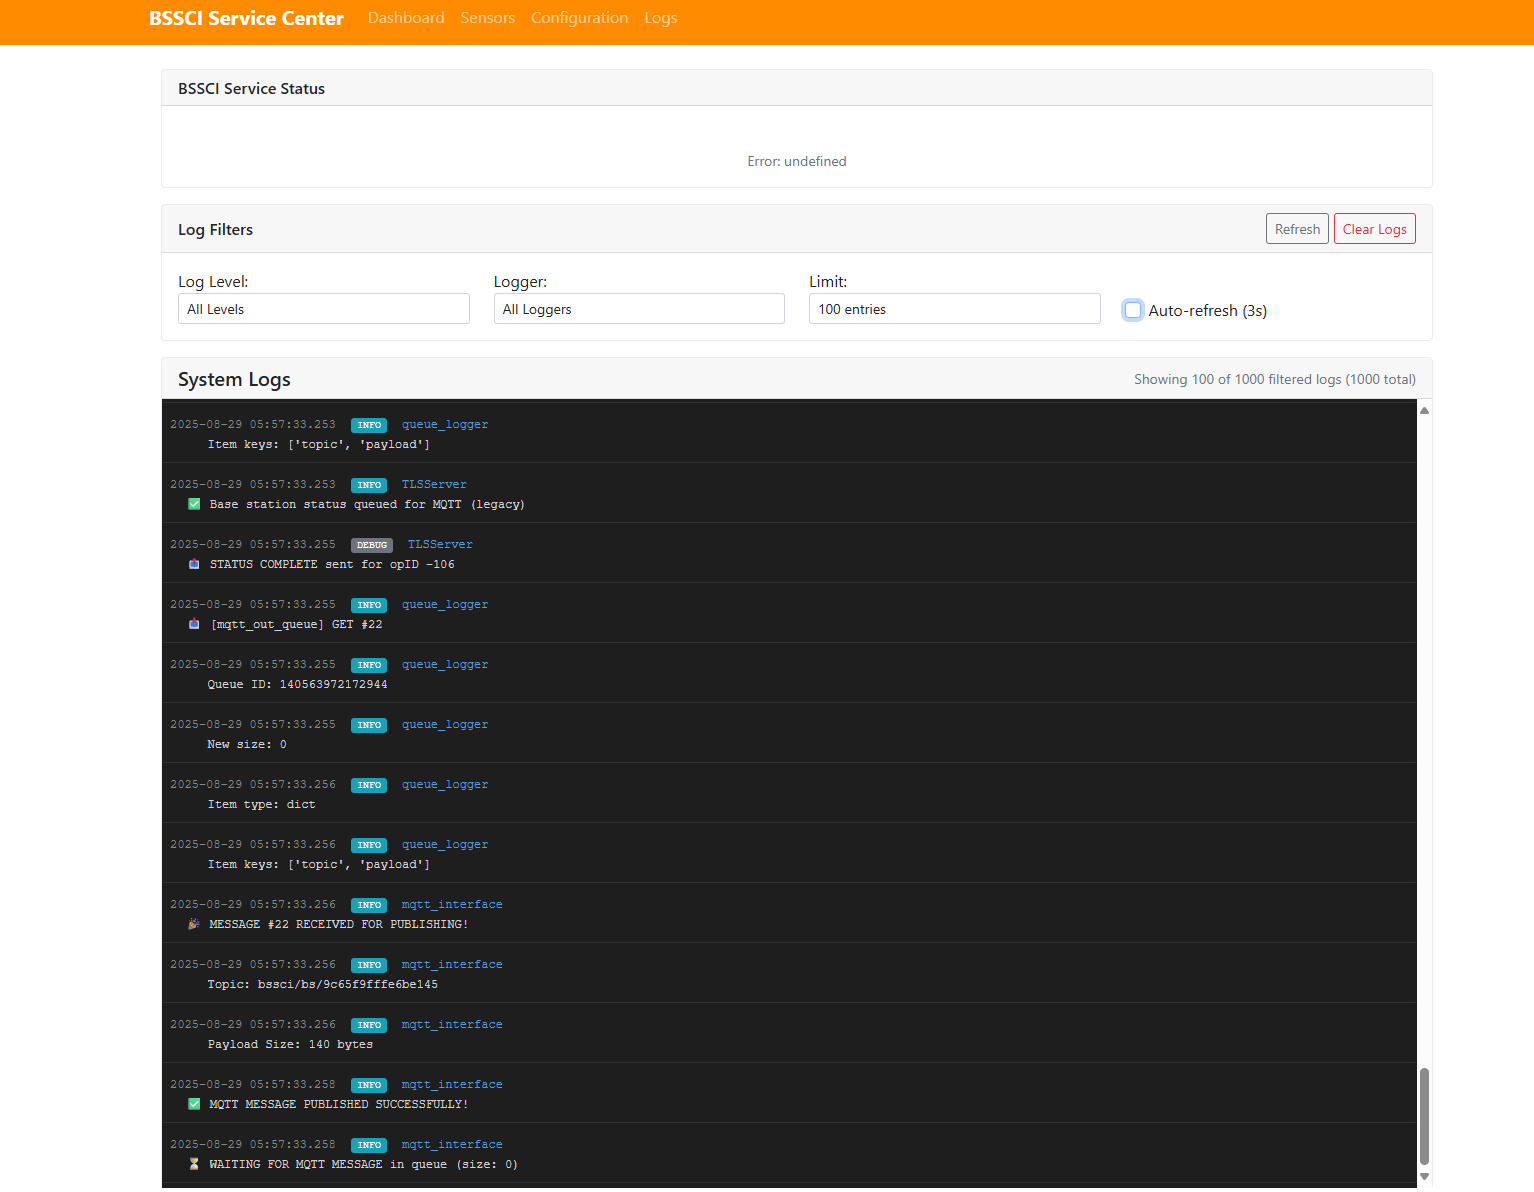 BSSCI Service Center Dashboard Sensors Configuration Logs
BSSCI Service Status
Error: undefined
Log Filters Refresh Clear Logs
Log Level: Logger: Limit:
All Levels All Loggers 100 entries Auto-refresh (3s)
System Logs Showing 100 of 1000 filtered logs (1000 total)
2025-08-29 05:57:33.253 INFO queue_logger
Item keys: ['topic', 'payload']
2025-08-29 05:57:33.253 INFO TLSServer
✅ Base station status queued for MQTT (legacy)
2025-08-29 05:57:33.255 DEBUG TLSServer
📤 STATUS COMPLETE sent for opID -106
2025-08-29 05:57:33.255 INFO queue_logger
📤 [mqtt_out_queue] GET #22
2025-08-29 05:57:33.255 INFO queue_logger
Queue ID: 140563972172944
2025-08-29 05:57:33.255 INFO queue_logger
New size: 0
2025-08-29 05:57:33.256 INFO queue_logger
Item type: dict
2025-08-29 05:57:33.256 INFO queue_logger
Item keys: ['topic', 'payload']
2025-08-29 05:57:33.256 INFO mqtt_interface
🎉 MESSAGE #22 RECEIVED FOR PUBLISHING!
2025-08-29 05:57:33.256 INFO mqtt_interface
Topic: bssci/bs/9c65f9fffe6be145
2025-08-29 05:57:33.256 INFO mqtt_interface
Payload Size: 140 bytes
2025-08-29 05:57:33.258 INFO mqtt_interface
✅ MQTT MESSAGE PUBLISHED SUCCESSFULLY!
2025-08-29 05:57:33.258 INFO mqtt_interface
⏳ WAITING FOR MQTT MESSAGE in queue (size: 0)